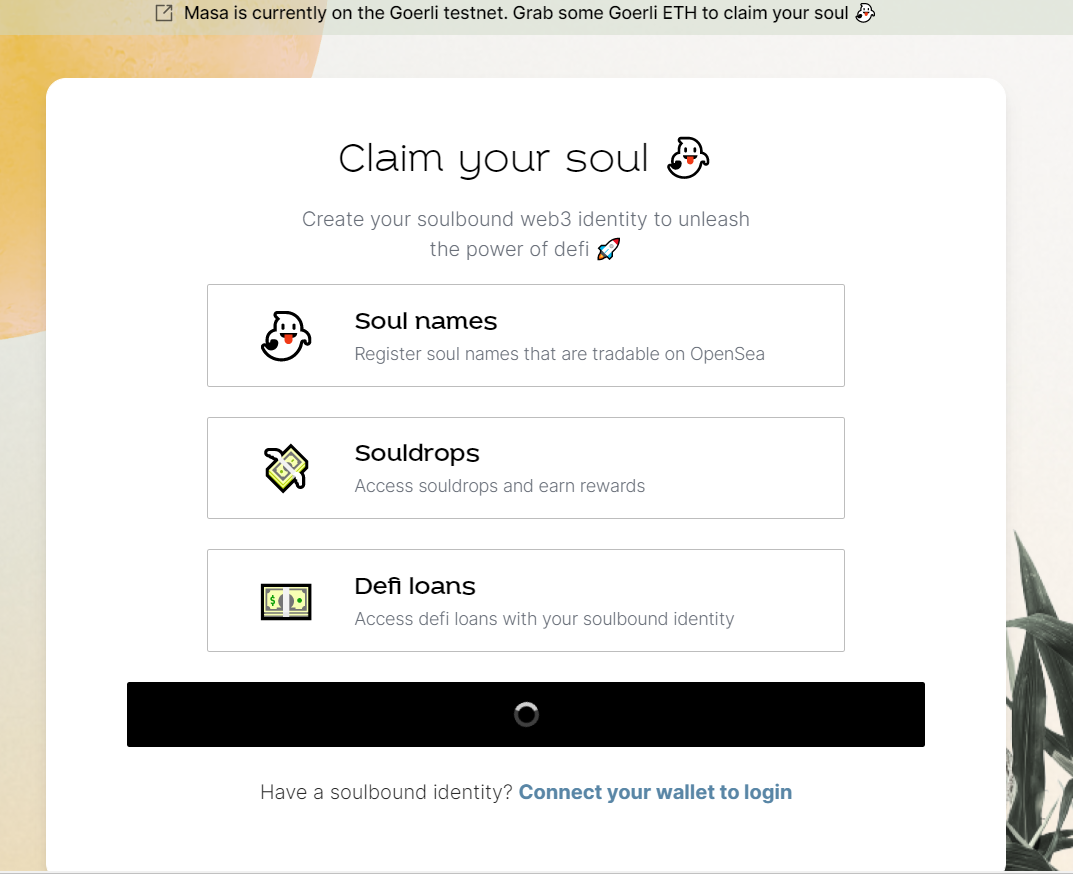 Masa is currently on the Goerli testnet. Grab some Goerli ETH to claim your soul
Claim your soul
Create your soulbound web3 identity to unleash
the power of defi
Soul names
Register soul names that are tradable on OpenSea
Souldrops
Access souldrops and earn rewards
Defi loans
Access defi loans with your soulbound identity
Have a soulbound identity? Connect your wallet to login